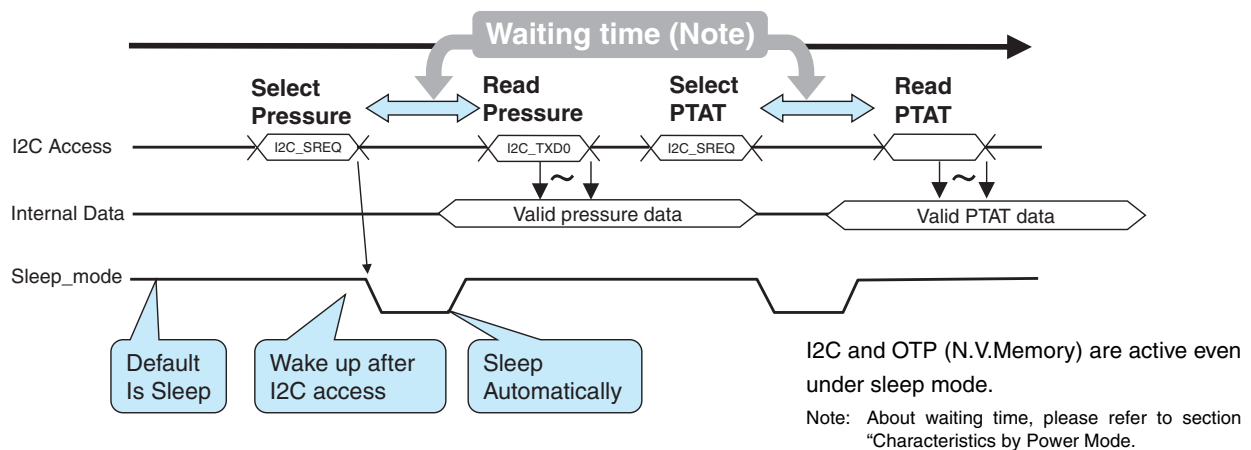 Waiting time (Note)
Select
Pressure
Read
Pressure
Select
PTAT
Read
PTAT
I2C Access
I2C_SREQ
I2C_TXD0
I2C_SREQ
~
~
Internal Data
Valid pressure data
Valid PTAT data
Sleep_mode
Default
Is Sleep
Wake up after
I2C access
Sleep
Automatically
I2C and OTP (N.V.Memory) are active even
under sleep mode.
Note: About waiting time, please refer to section
“Characteristics by Power Mode.